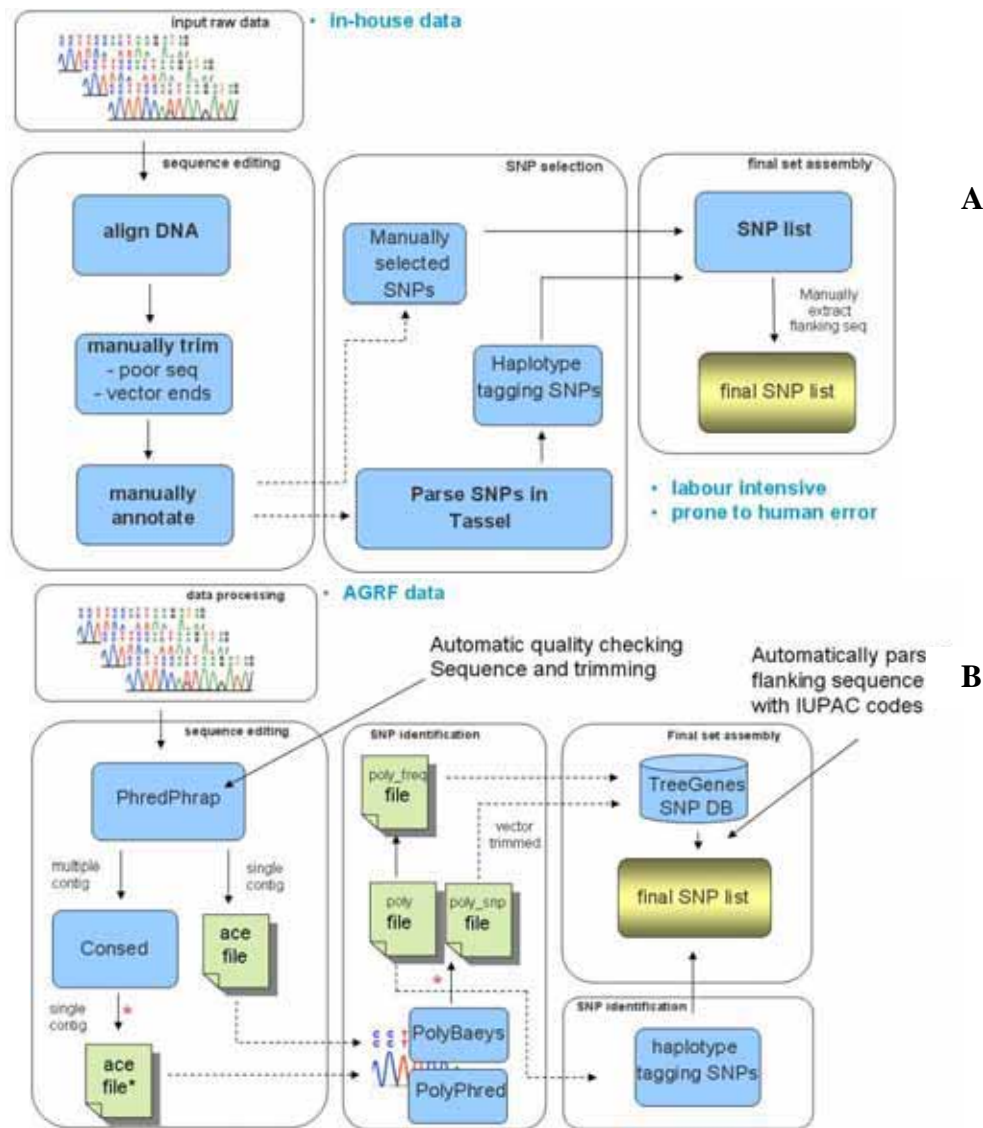 input raw data
• in-house data
sequence editing
align DNA
manually trim
- poor seq
- vector ends
manually
annotate
SNP selection
Manually
selected
SNPs
Haplotype
tagging SNPs
Parse SNPs in
Tassel
final set assembly
SNP list
Manually
extract
flanking seq
final SNP list
• labour intensive
• prone to human error
A
data processing
• AGRF data
Automatic quality checking
Sequence and trimming
Automatically pars
flanking sequence
with IUPAC codes
B
sequence editing
PhredPhrap
multiple
contig
single
contig
Consed
ace
file
single
contig
*
ace
file*
SNP identification
poly_freq
file
vector
trimmed
poly
file
poly_snp
file
*
PolyBaeys
PolyPhred
Final set assembly
TreeGenes
SNP DB
final SNP list
SNP identification
haplotype
tagging SNPs